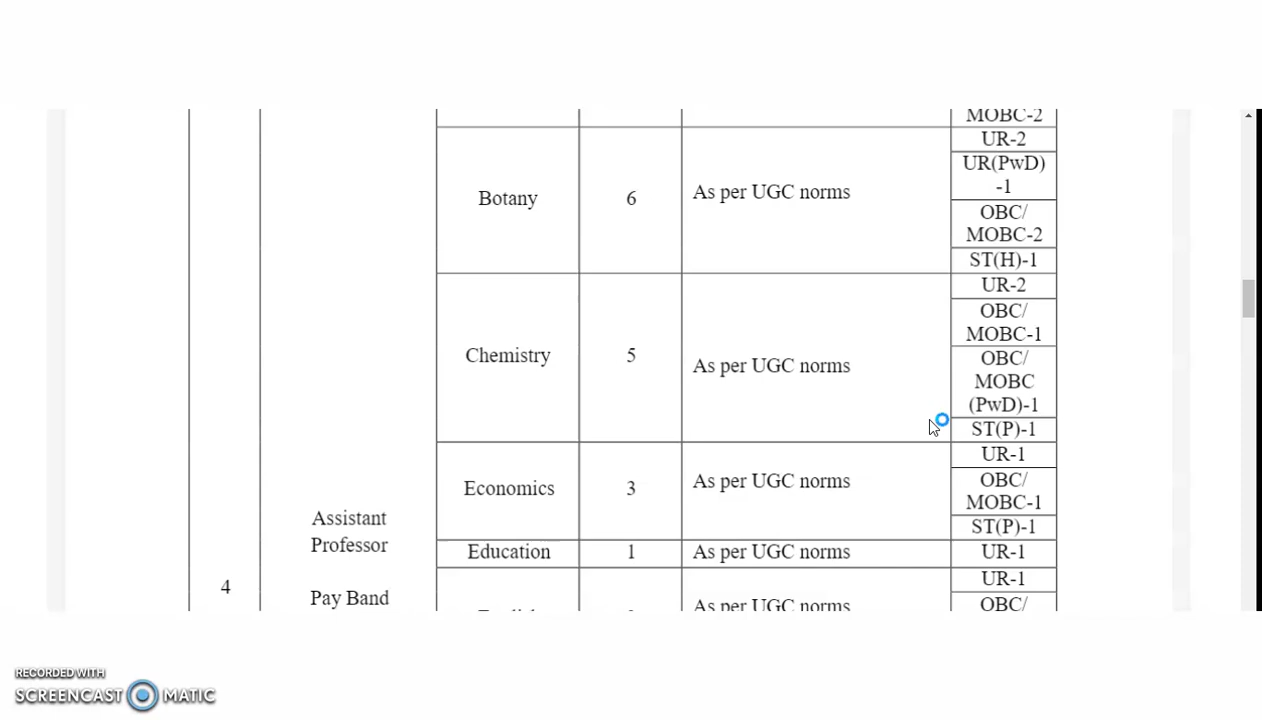 MOBC-2
UR-2
UR(PwD)
-1
Botany 6 As per UGC norms
OBC/
MOBC-2
ST(H)-1
UR-2
OBC/
MOBC-1
Chemistry 5 As per UGC norms
OBC/
MOBC
(PwD)-1
ST(P)-1
UR-1
Economics 3 As per UGC norms
OBC/
MOBC-1
ST(P)-1
Assistant
Professor
Education 1 As per UGC norms UR-1
4
Pay Band
UR-1
As per UGC norms
OBC/
RECORDED WITH
SCREENCAST MATIC